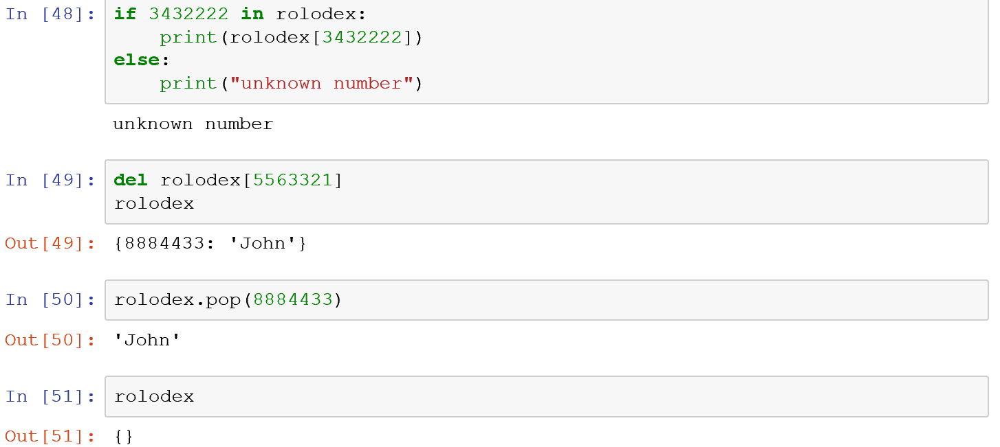 In [48]: if 3432222 in rolodex:
    print(rolodex[3432222])
else:
    print("unknown number")
unknown number
In [49]: del rolodex[5563321]
rolodex
Out[49]: {8884433: 'John'}
In [50]: rolodex.pop(8884433)
Out[50]: 'John'
In [51]: rolodex
Out[51]: {}